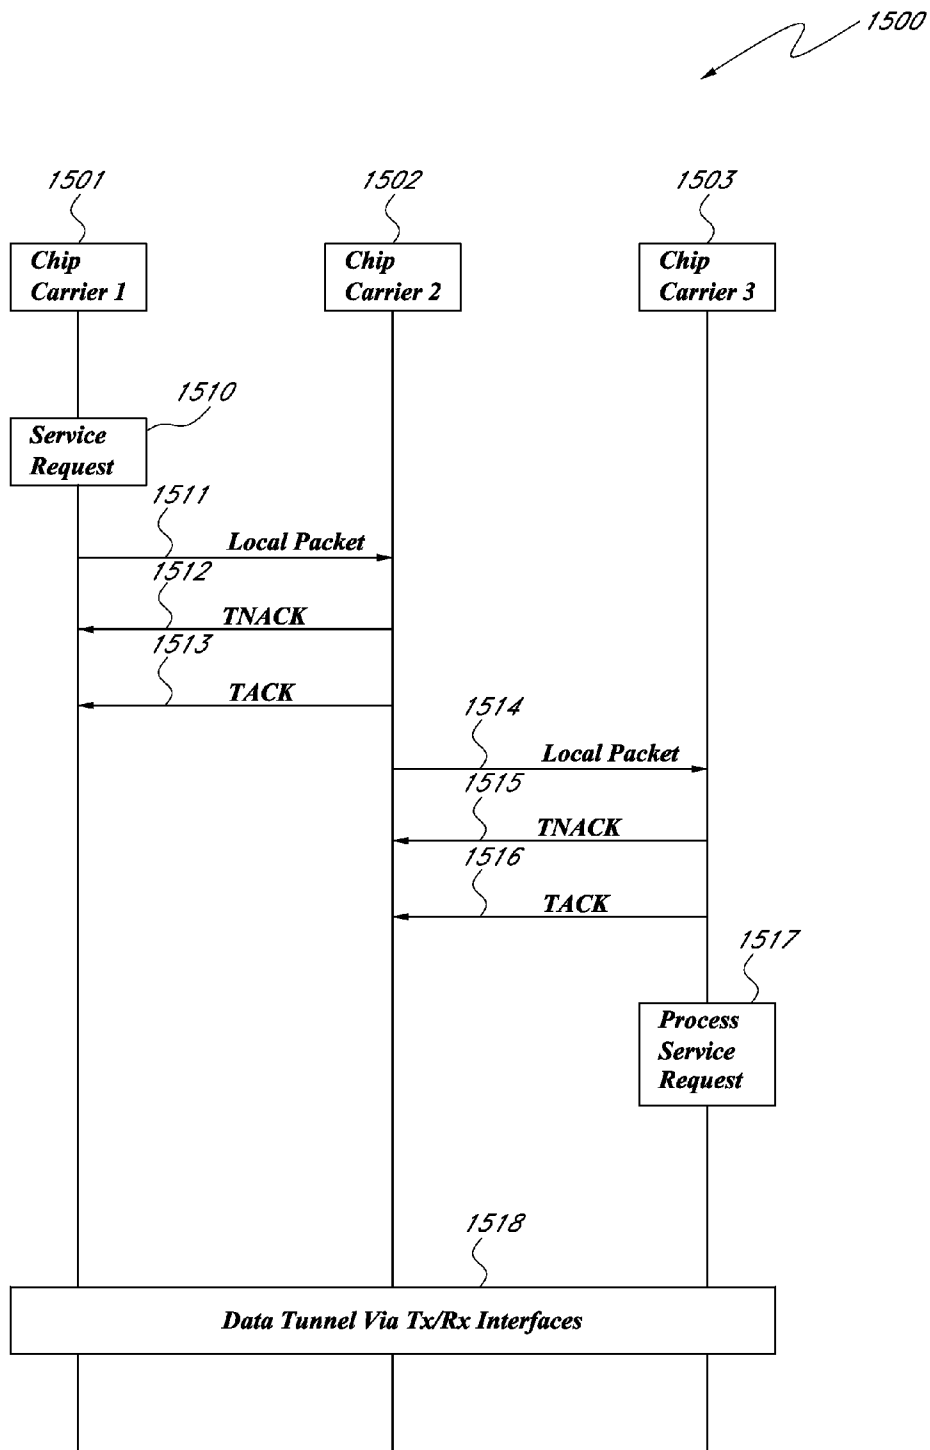 1500
1501
1502
1503
Chip
Carrier 1
Chip
Carrier 2
Chip
Carrier 3
1510
Service
Request
1511
Local Packet
1512
TNACK
1513
TACK
1514
Local Packet
1515
TNACK
1516
TACK
1517
Process
Service
Request
1518
Data Tunnel Via Tx/Rx Interfaces